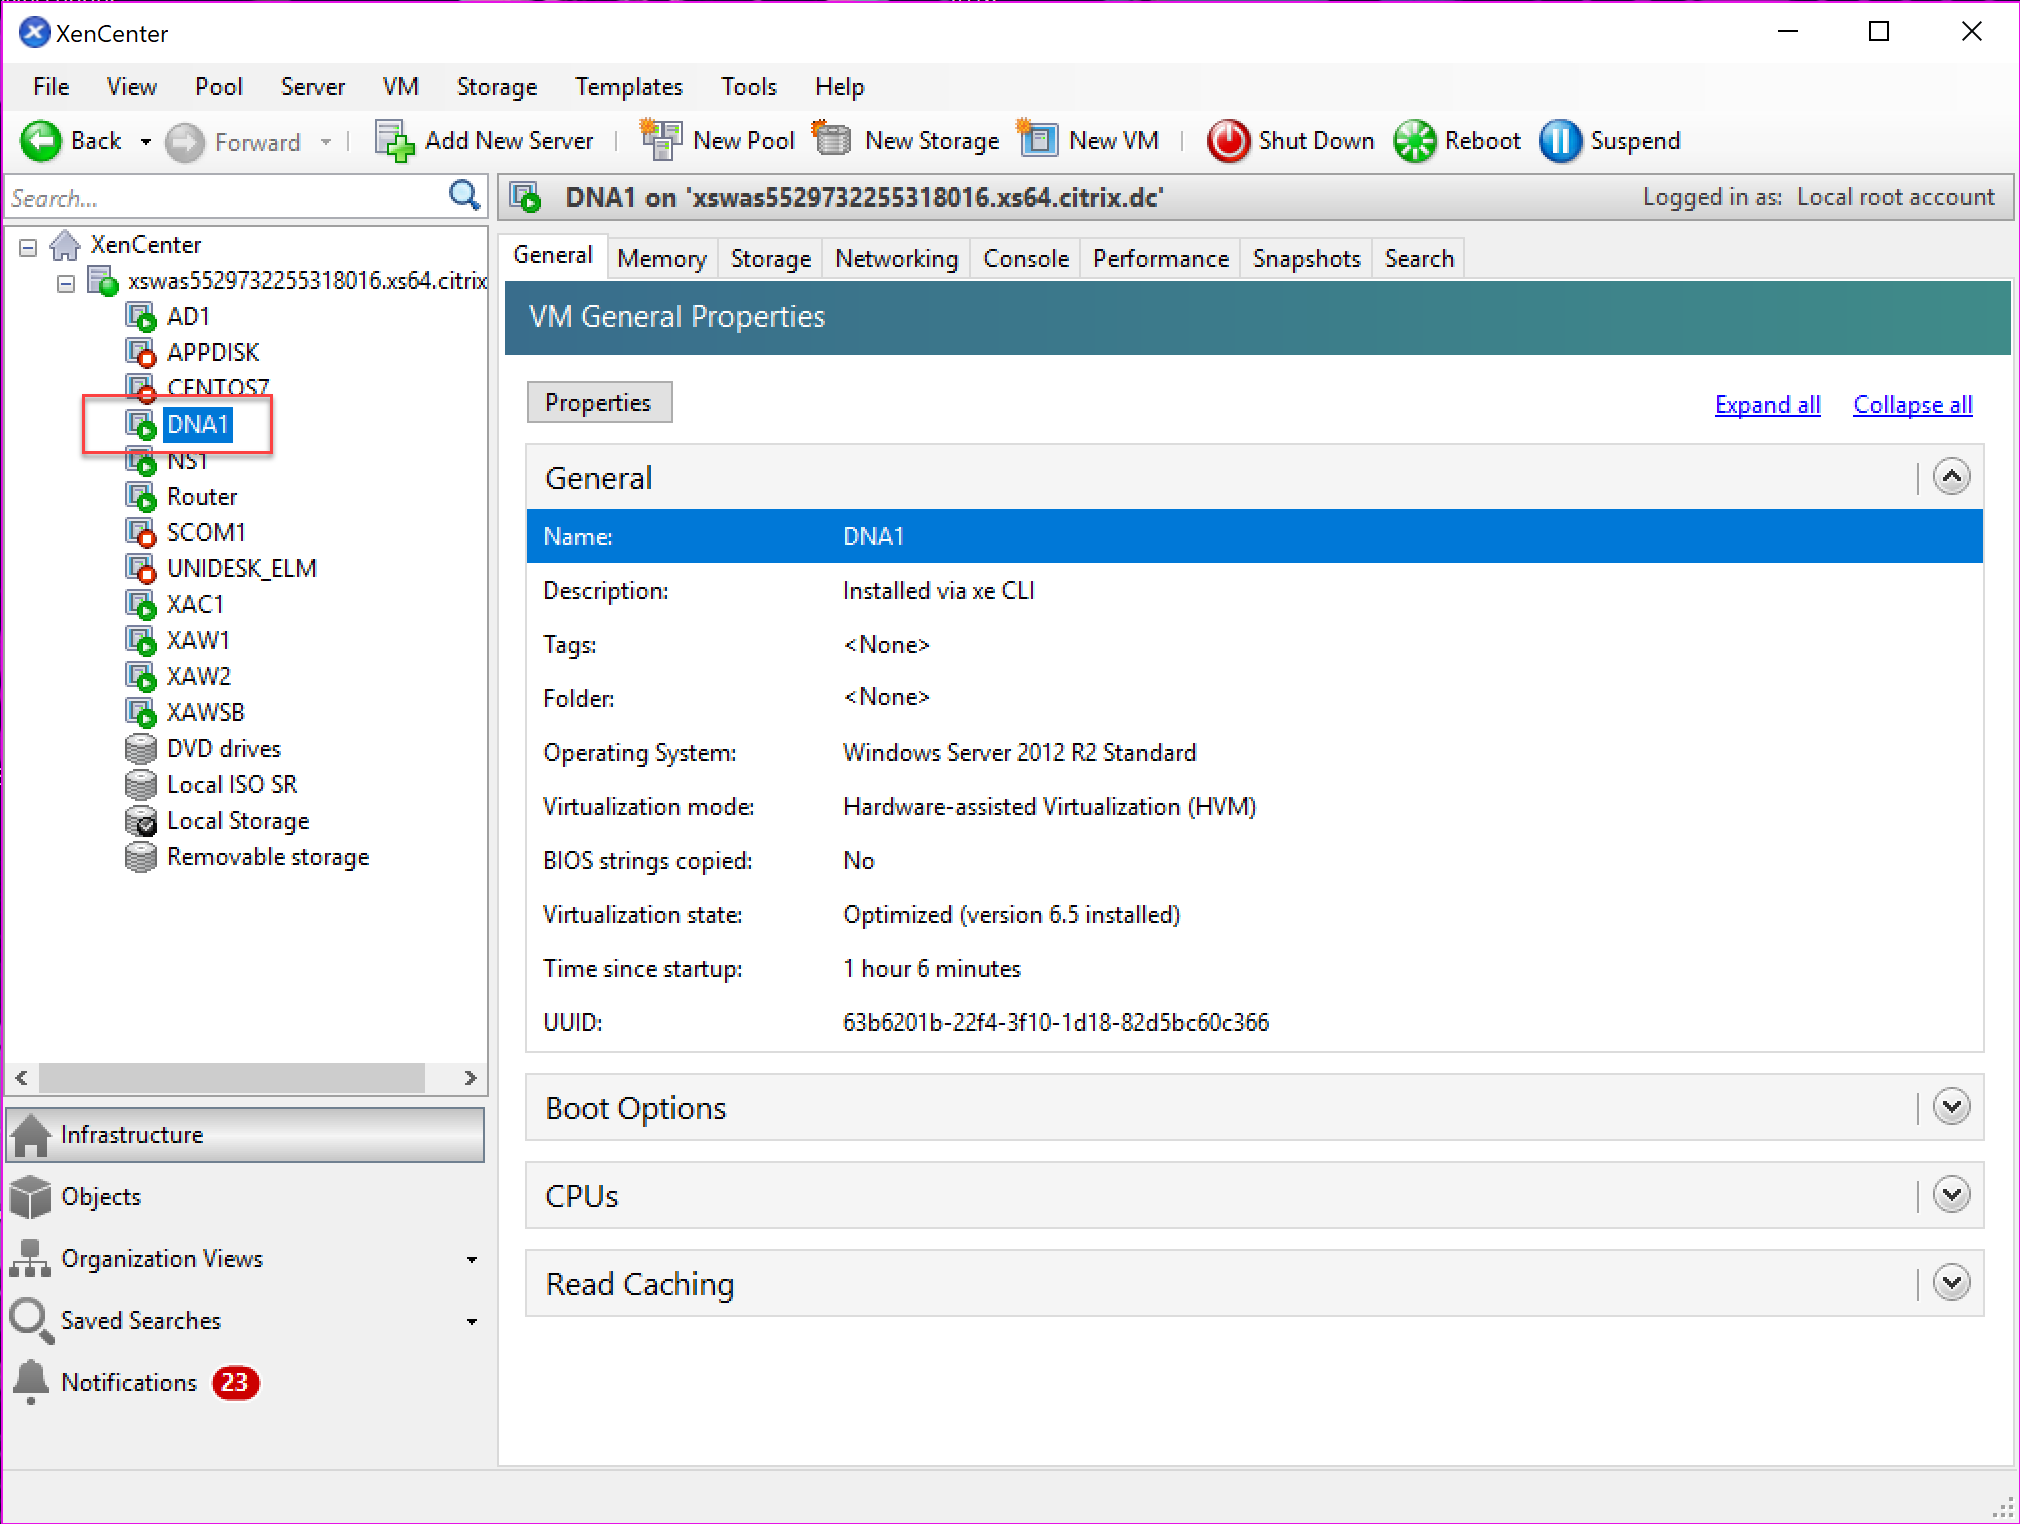 XenCenter
File View Pool Server VM Storage Templates Tools Help
Back Forward Add New Server New Pool New Storage New VM Shut Down Reboot Suspend
Search...
DNA1 on 'xswas5529732255318016.xs64.citrix.dc'
Logged in as: Local root account
XenCenter
xswas5529732255318016.xs64.citrix
AD1
APPDISK
CENTOS7
DNA1
NS1
Router
SCOM1
UNIDESK_ELM
XAC1
XAW1
XAW2
XAWSB
DVD drives
Local ISO SR
Local Storage
Removable storage
Infrastructure
Objects
Organization Views
Saved Searches
Notifications 23
General Memory Storage Networking Console Performance Snapshots Search
VM General Properties
Properties
Expand all Collapse all
General
Name: DNA1
Description: Installed via xe CLI
Tags: <None>
Folder: <None>
Operating System: Windows Server 2012 R2 Standard
Virtualization mode: Hardware-assisted Virtualization (HVM)
BIOS strings copied: No
Virtualization state: Optimized (version 6.5 installed)
Time since startup: 1 hour 6 minutes
UUID: 63b6201b-22f4-3f10-1d18-82d5bc60c366
Boot Options
CPUs
Read Caching